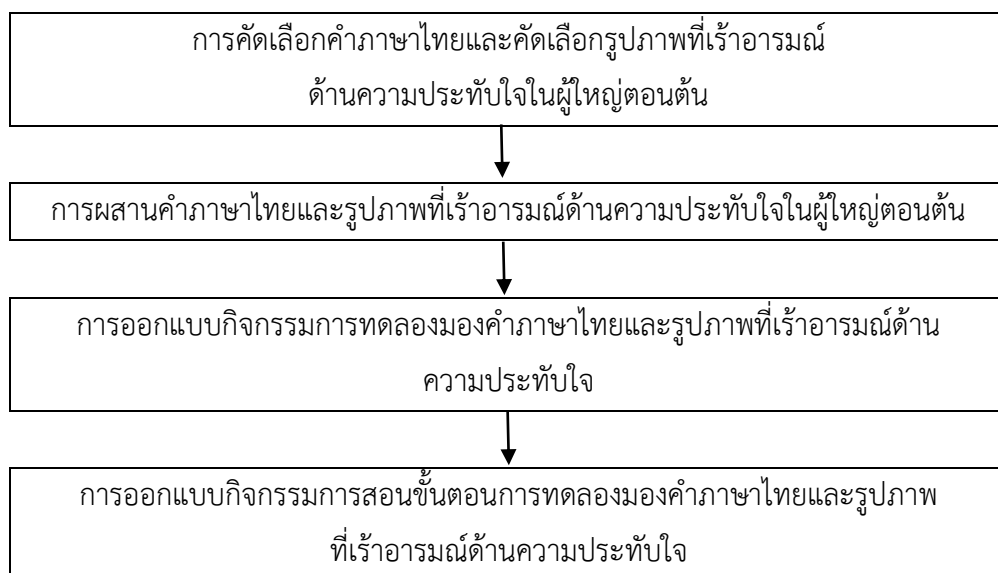 การคัดเลือกคำภาษาไทยและคัดเลือกรูปภาพที่เร้าอารมณ์
ด้านความประทับใจในผู้ใหญ่ตอนต้น
การผสานคำภาษาไทยและรูปภาพที่เร้าอารมณ์ด้านความประทับใจในผู้ใหญ่ตอนต้น
การออกแบบกิจกรรมการทดลองมองคำภาษาไทยและรูปภาพที่เร้าอารมณ์ด้าน
ความประทับใจ
การออกแบบกิจกรรมการสอนขั้นตอนการทดลองมองคำภาษาไทยและรูปภาพ
ที่เร้าอารมณ์ด้านความประทับใจ